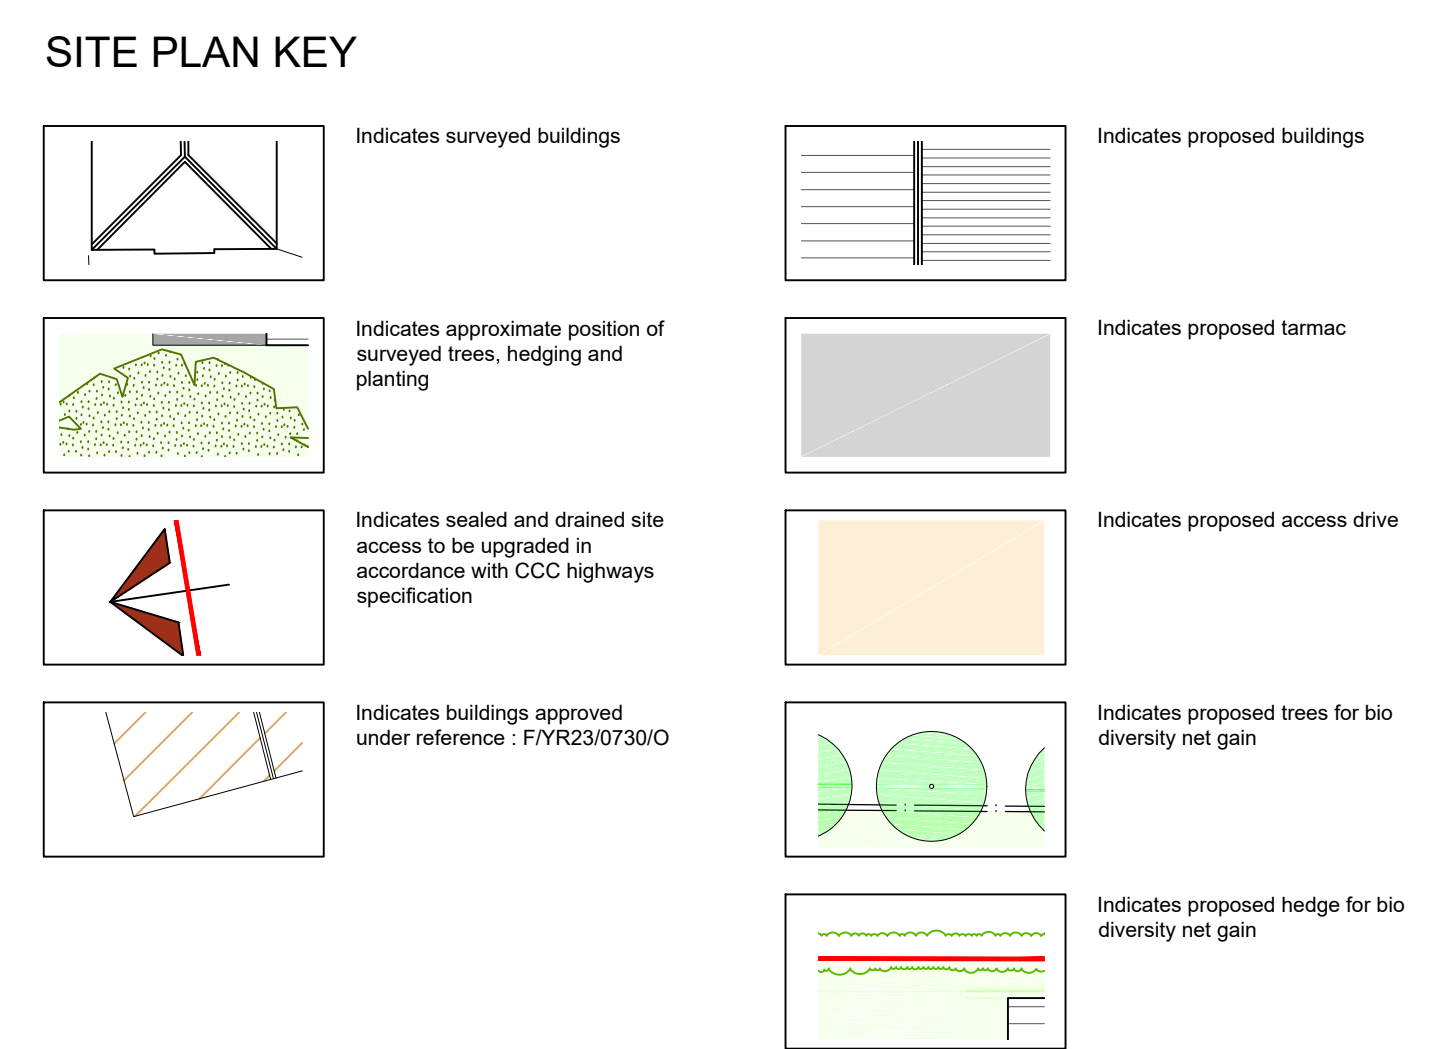 SITE PLAN KEY
Indicates surveyed buildings
Indicates approximate position of
surveyed trees, hedging and
planting
Indicates sealed and drained site
access to be upgraded in
accordance with CCC highways
specification
Indicates buildings approved
under reference : F/YR23/0730/O
Indicates proposed buildings
Indicates proposed tarmac
Indicates proposed access drive
Indicates proposed trees for bio
diversity net gain
Indicates proposed hedge for bio
diversity net gain